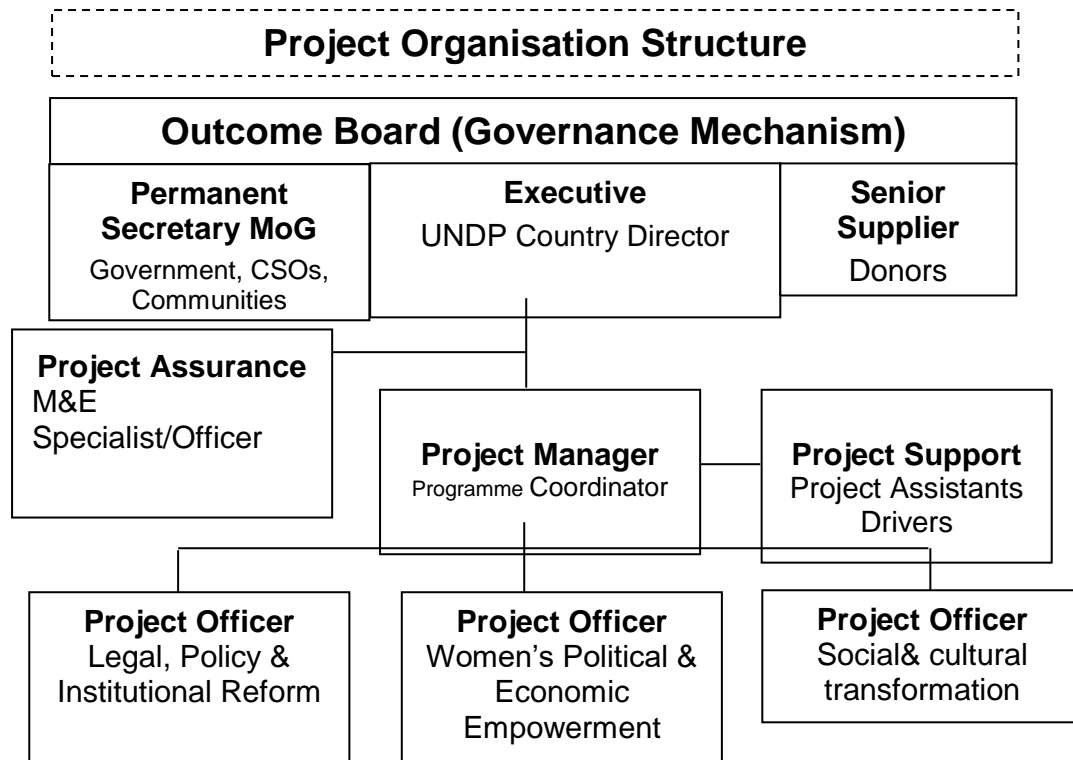 Project Organisation Structure
Outcome Board (Governance Mechanism)
Permanent
Secretary MoG
Government, CSOs,
Communities
Executive
UNDP Country Director
Senior
Supplier
Donors
Project Assurance
M&E
Specialist/Officer
Project Manager
Programme Coordinator
Project Support
Project Assistants
Drivers
Project Officer
Legal, Policy &
Institutional Reform
Project Officer
Women’s Political &
Economic
Empowerment
Project Officer
Social& cultural
transformation